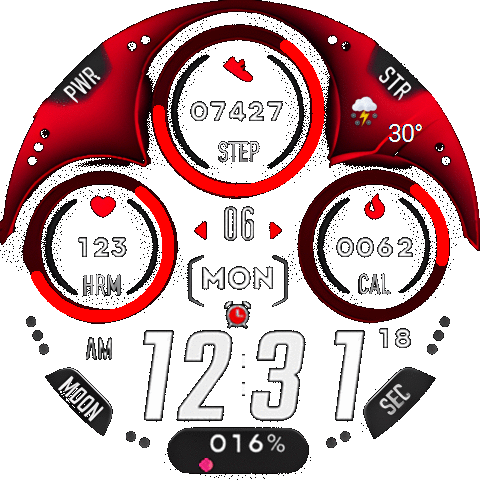 PWR
STR
07427
STEP
30°
06
123
HRM
0062
CAL
MON
AM
12:31
18
MOON
SEC
016%